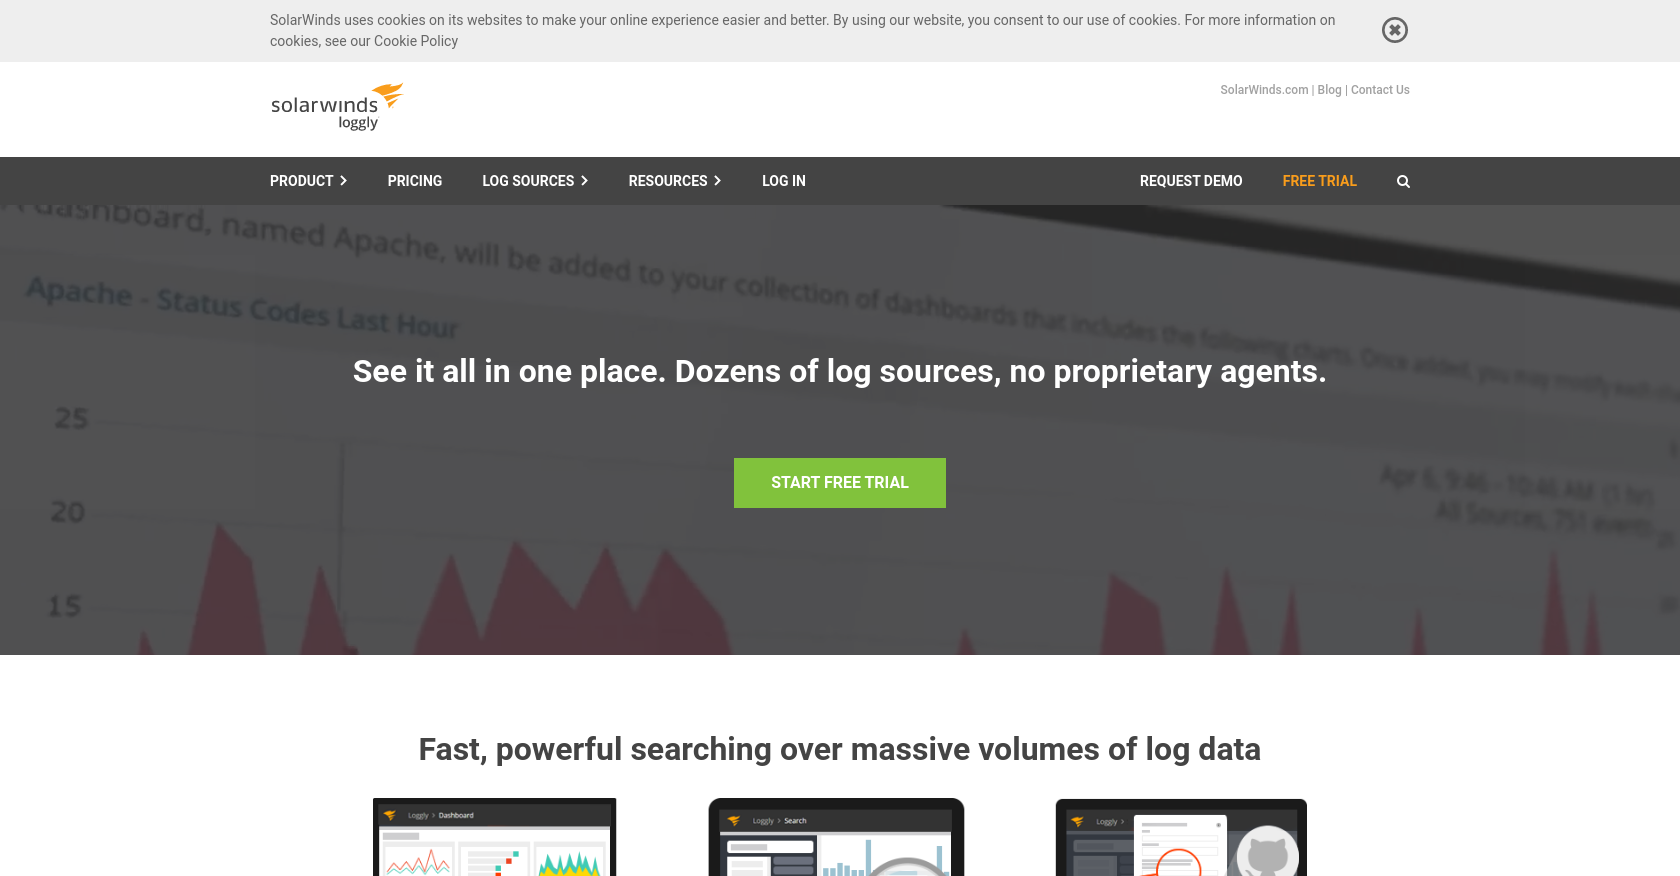 SolarWinds uses cookies on its websites to make your online experience easier and better. By using our website, you consent to our use of cookies. For more information on
cookies, see our Cookie Policy
solarwinds
loggly
SolarWinds.com | Blog | Contact Us
PRODUCT
PRICING
LOG SOURCES
RESOURCES
LOG IN
REQUEST DEMO
FREE TRIAL
dashboard, named Apache, will be added to your collection of dashboards that includes the following charts. Once added, you may modify each
Apache - Status Codes Last Hour
See it all in one place. Dozens of log sources, no proprietary agents.
25
Apr 6, 9:46 - 10:46 AM (1 hr)
START FREE TRIAL
20
All Sources, 751 events
15
Fast, powerful searching over massive volumes of log data
Loggly > Dashboard
Loggly > Search
Loggly >